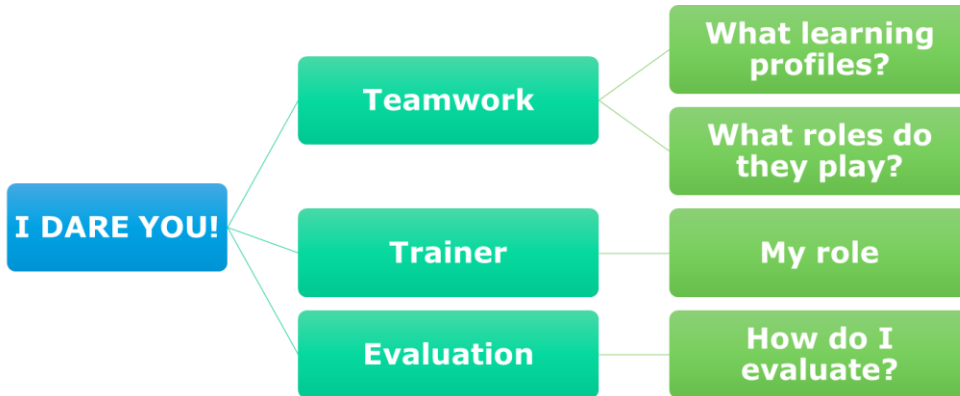 I DARE YOU!
Teamwork
What learning
profiles?
What roles do
they play?
Trainer
My role
Evaluation
How do I
evaluate?